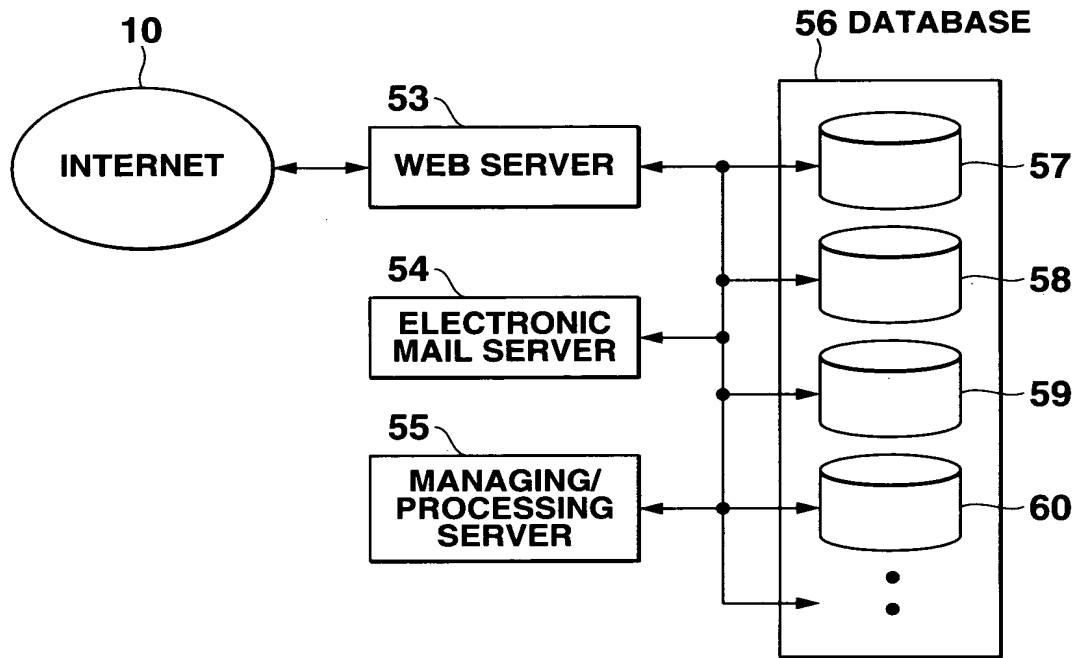 10
56 DATABASE
53
INTERNET
WEB SERVER
57
54
58
ELECTRONIC
MAIL SERVER
59
55
MANAGING/
PROCESSING
SERVER
60